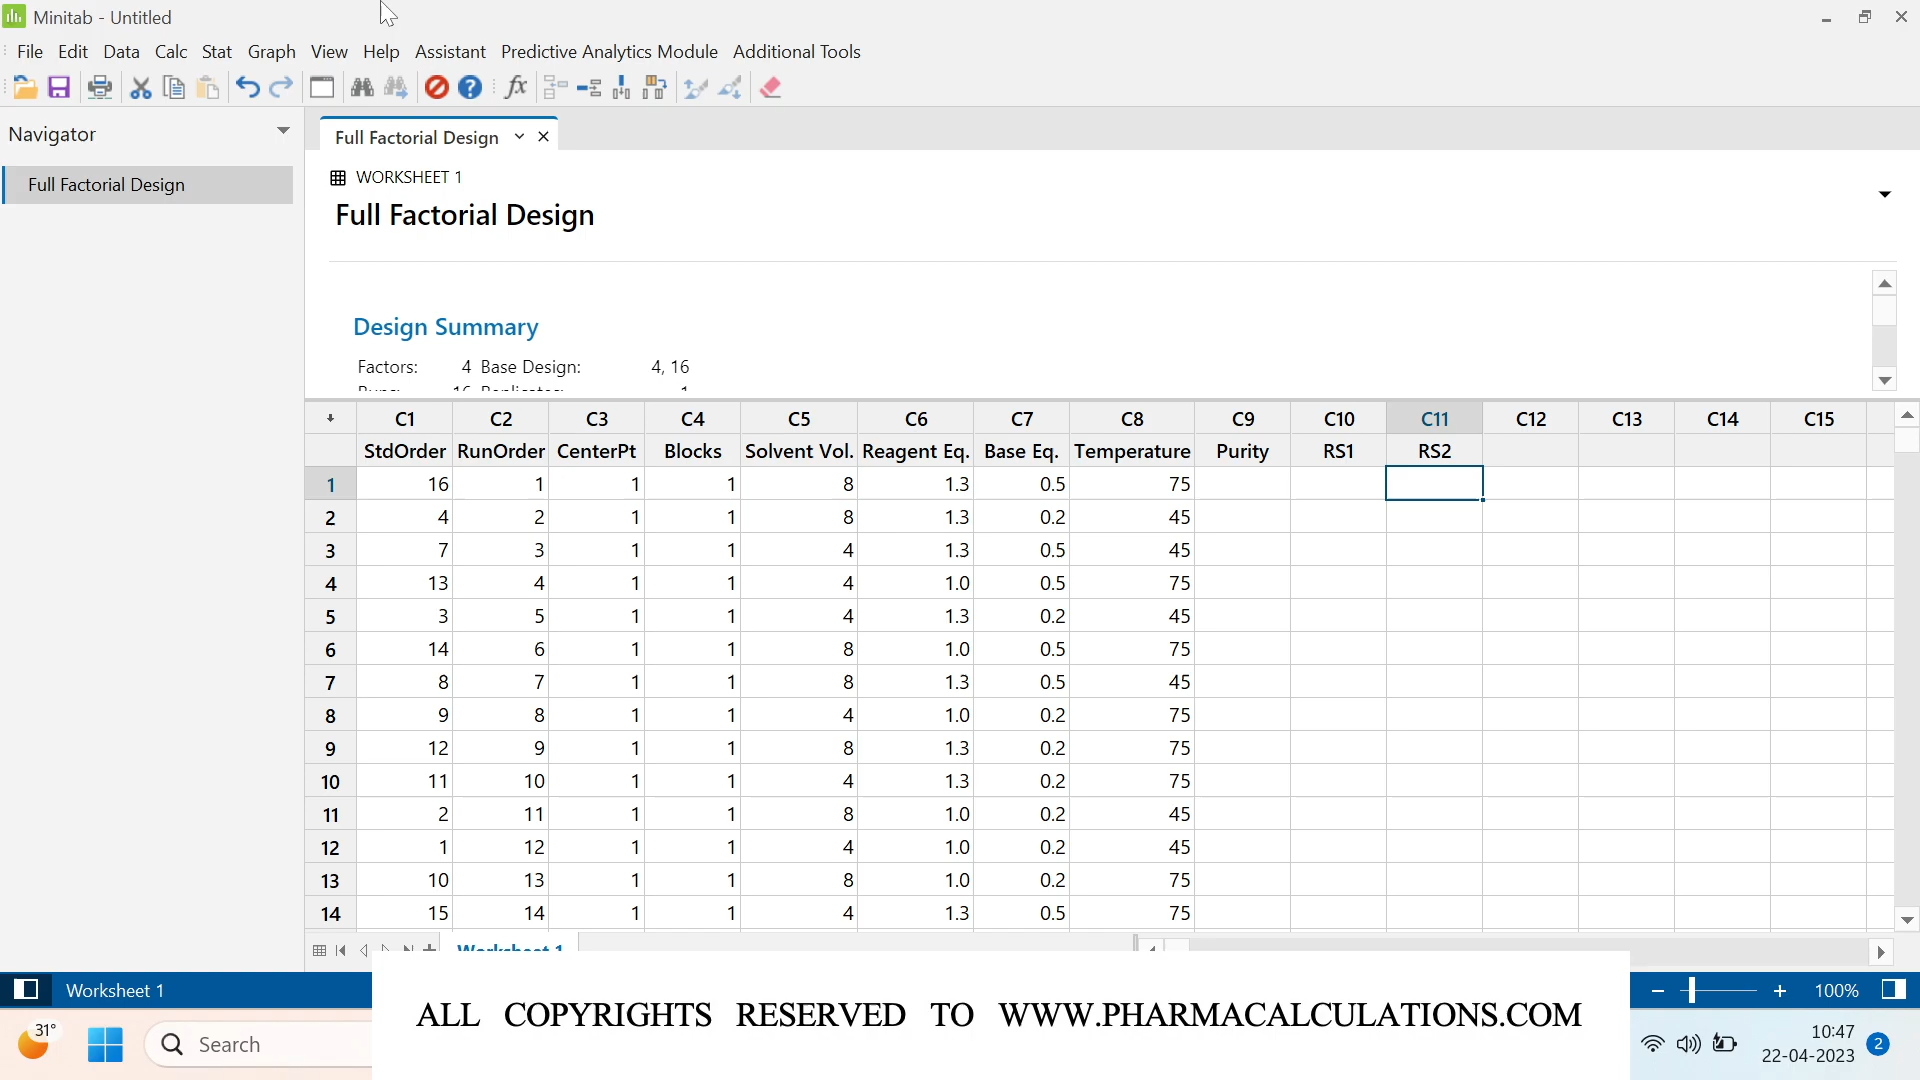 Minitab - Untitled
File Edit Data Calc Stat Graph View Help Assistant Predictive Analytics Module Additional Tools
Navigator
Full Factorial Design
Full Factorial Design
WORKSHEET 1
Full Factorial Design
Design Summary
Factors: 4 Base Design: 4, 16
Runs: 16 Replicates: 1
C1 C2 C3 C4 C5 C6 C7 C8 C9 C10 C11 C12 C13 C14 C15
StdOrder RunOrder CenterPt Blocks Solvent Vol. Reagent Eq. Base Eq. Temperature Purity RS1 RS2
1 16 1 1 1 8 1.3 0.5 75
2 4 2 1 1 8 1.3 0.2 45
3 7 3 1 1 4 1.3 0.5 45
4 13 4 1 1 4 1.0 0.5 75
5 3 5 1 1 4 1.3 0.2 45
6 14 6 1 1 8 1.0 0.5 75
7 8 7 1 1 8 1.3 0.5 45
8 9 8 1 1 4 1.0 0.2 75
9 12 9 1 1 8 1.3 0.2 75
10 11 10 1 1 4 1.3 0.2 75
11 2 11 1 1 8 1.0 0.2 45
12 1 12 1 1 4 1.0 0.2 45
13 10 13 1 1 8 1.0 0.2 75
14 15 14 1 1 4 1.3 0.5 75
Worksheet 1
Worksheet 1
100%
ALL COPYRIGHTS RESERVED TO WWW.PHARMACALCULATIONS.COM
31°
Search
10:47
22-04-2023
2